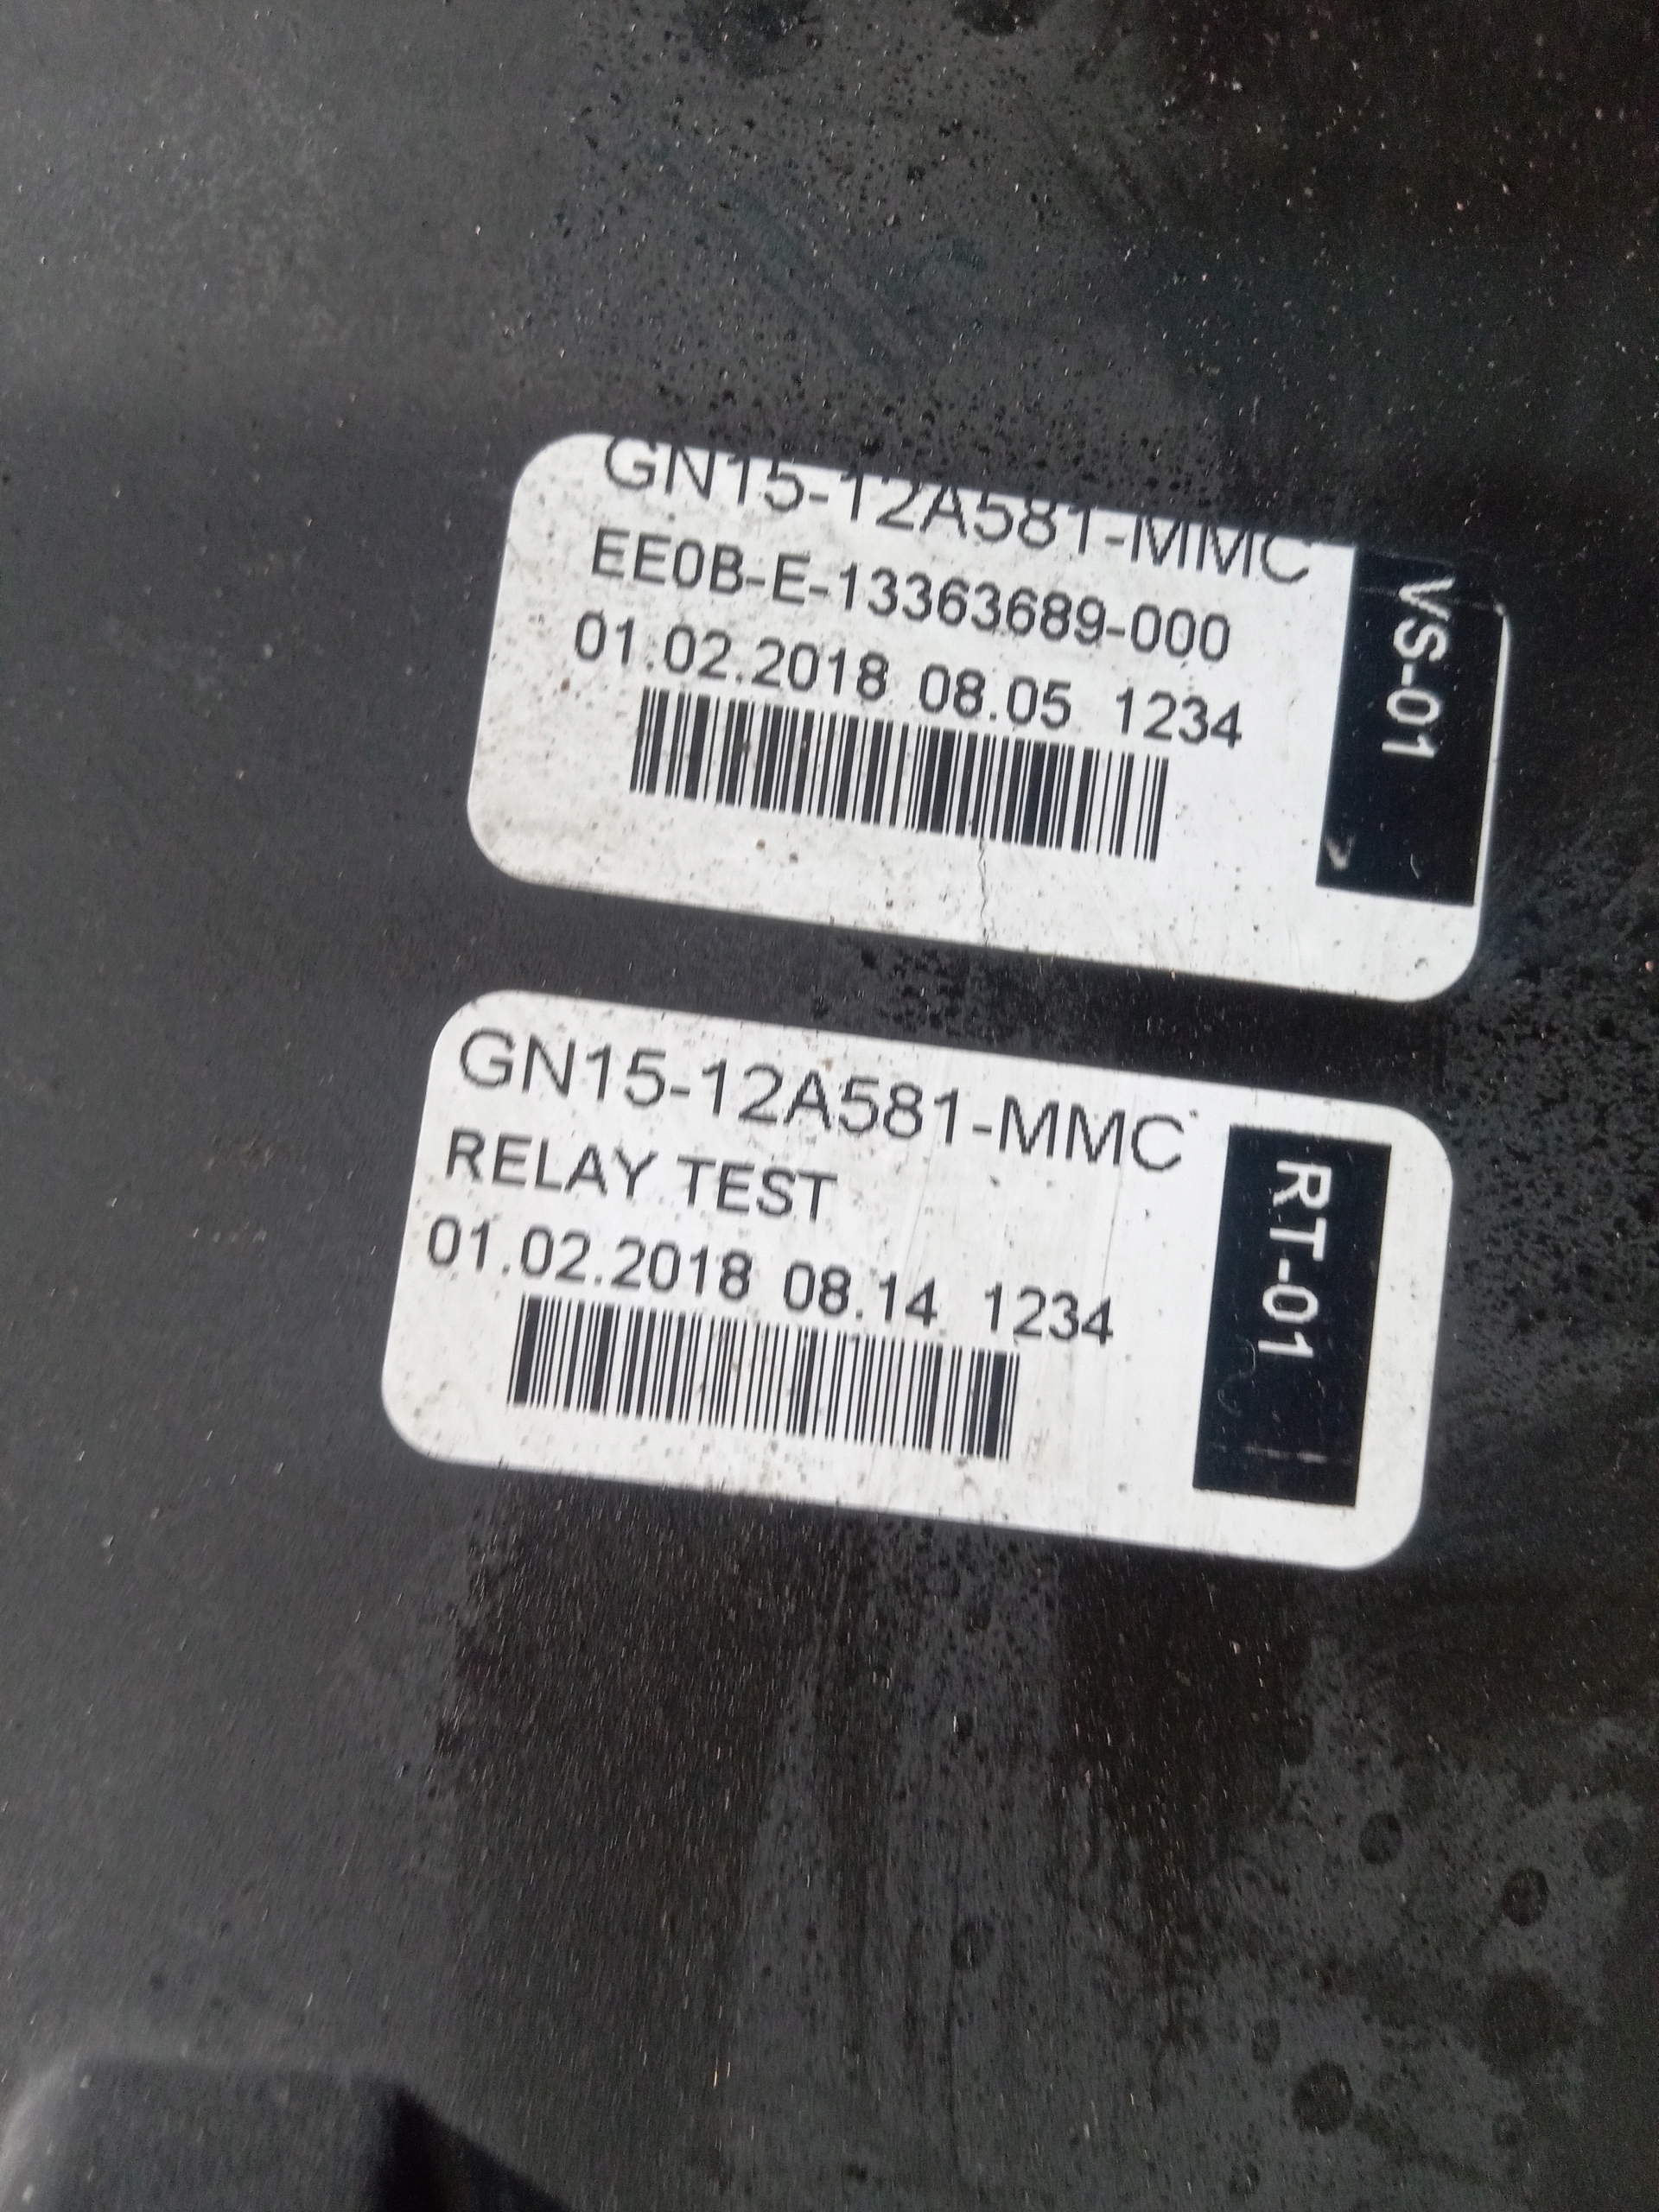 GN15-12A581-MMC
EE0B-E-13363689-000
01.02.2018 08.05 1234
VS-01
GN15-12A581-MMC
RELAY TEST
01.02.2018 08.14 1234
RT-01